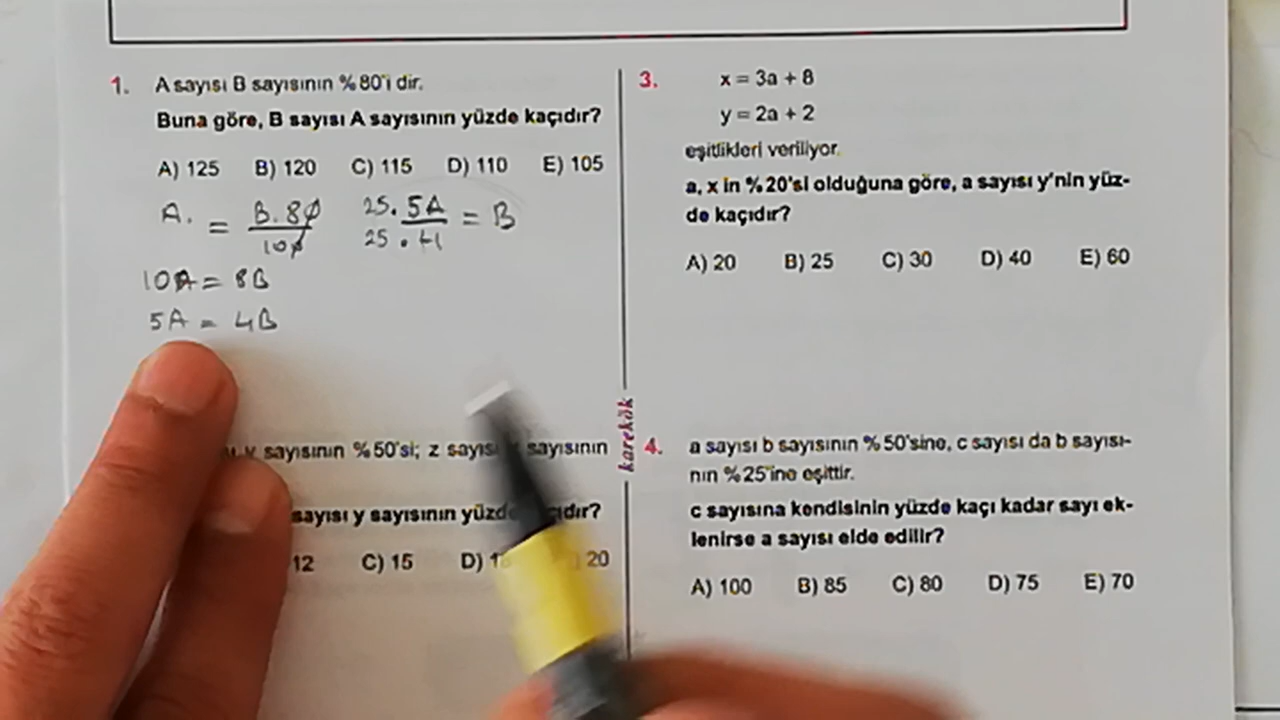 1. A sayısı B sayısının %80'i dir.
Buna göre, B sayısı A sayısının yüzde kaçıdır?
A) 125 B) 120 C) 115 D) 110 E) 105
A. = B.80 / 100
25.5A / 25.4 = B
10A = 8B
5A = 4B
sayısının %50'si; z sayısı sayısının
sayısı y sayısının
12 C) 15 20
karekök
3. x = 3a + 8
y = 2a + 2
eşitlikleri veriliyor.
a, x in %20'si olduğuna göre, a sayısı y'nin yüz-
de kaçıdır?
A) 20 B) 25 C) 30 D) 40 E) 60
4. a sayısı b sayısının %50'sine, c sayısı da b sayısı-
nın %25'ine eşittir.
c sayısına kendisinin yüzde kaçı kadar sayı ek-
lenirse a sayısı elde edilir?
A) 100 B) 85 C) 80 D) 75 E) 70